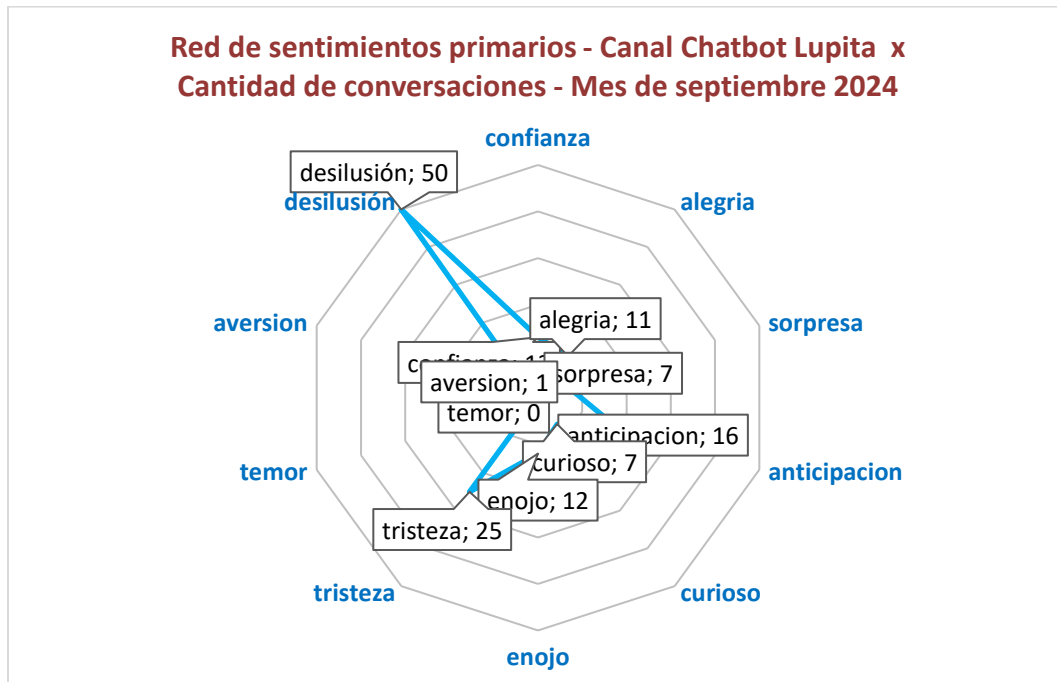 Red de sentimientos primarios - Canal Chatbot Lupita x
Cantidad de conversaciones - Mes de septiembre 2024
confianza
desilusión; 50
desilusión
alegria
aversion
sorpresa
alegria; 11
sorpresa; 7
aversion; 1
temor; 0
anticipacion; 16
curioso; 7
temor
anticipacion
enojo; 12
tristeza; 25
tristeza
curioso
enojo